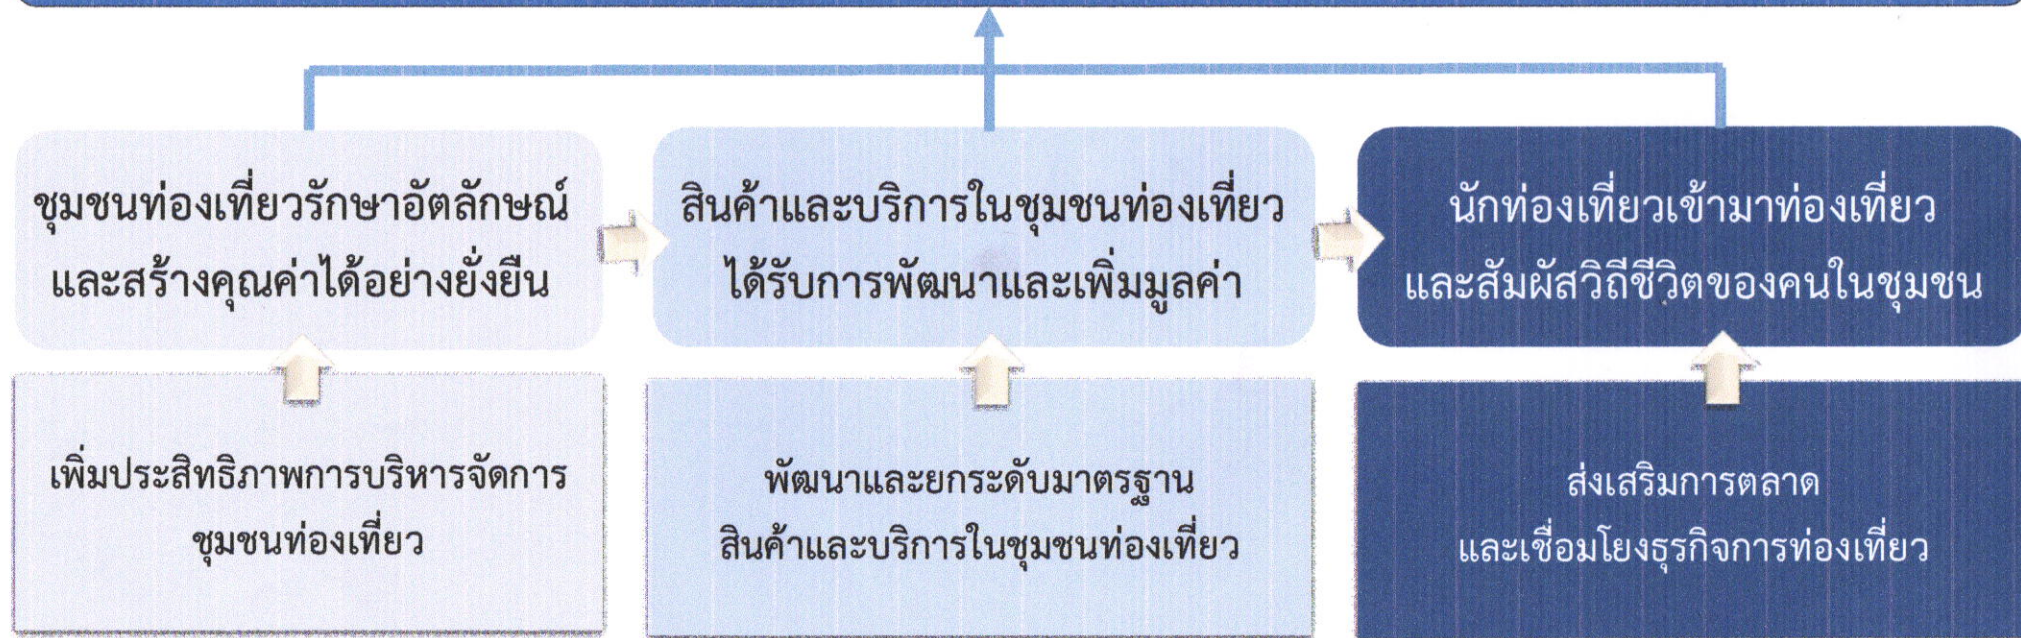 ชุมชนท่องเที่ยวรักษาอัตลักษณ์
และสร้างคุณค่าได้อย่างยั่งยืน
สินค้าและบริการในชุมชนท่องเที่ยว
ได้รับการพัฒนาและเพิ่มมูลค่า
นักท่องเที่ยวเข้ามาท่องเที่ยว
และสัมผัสวิถีชีวิตของคนในชุมชน
เพิ่มประสิทธิภาพการบริหารจัดการ
ชุมชนท่องเที่ยว
พัฒนาและยกระดับมาตรฐาน
สินค้าและบริการในชุมชนท่องเที่ยว
ส่งเสริมการตลาด
และเชื่อมโยงธุรกิจการท่องเที่ยว